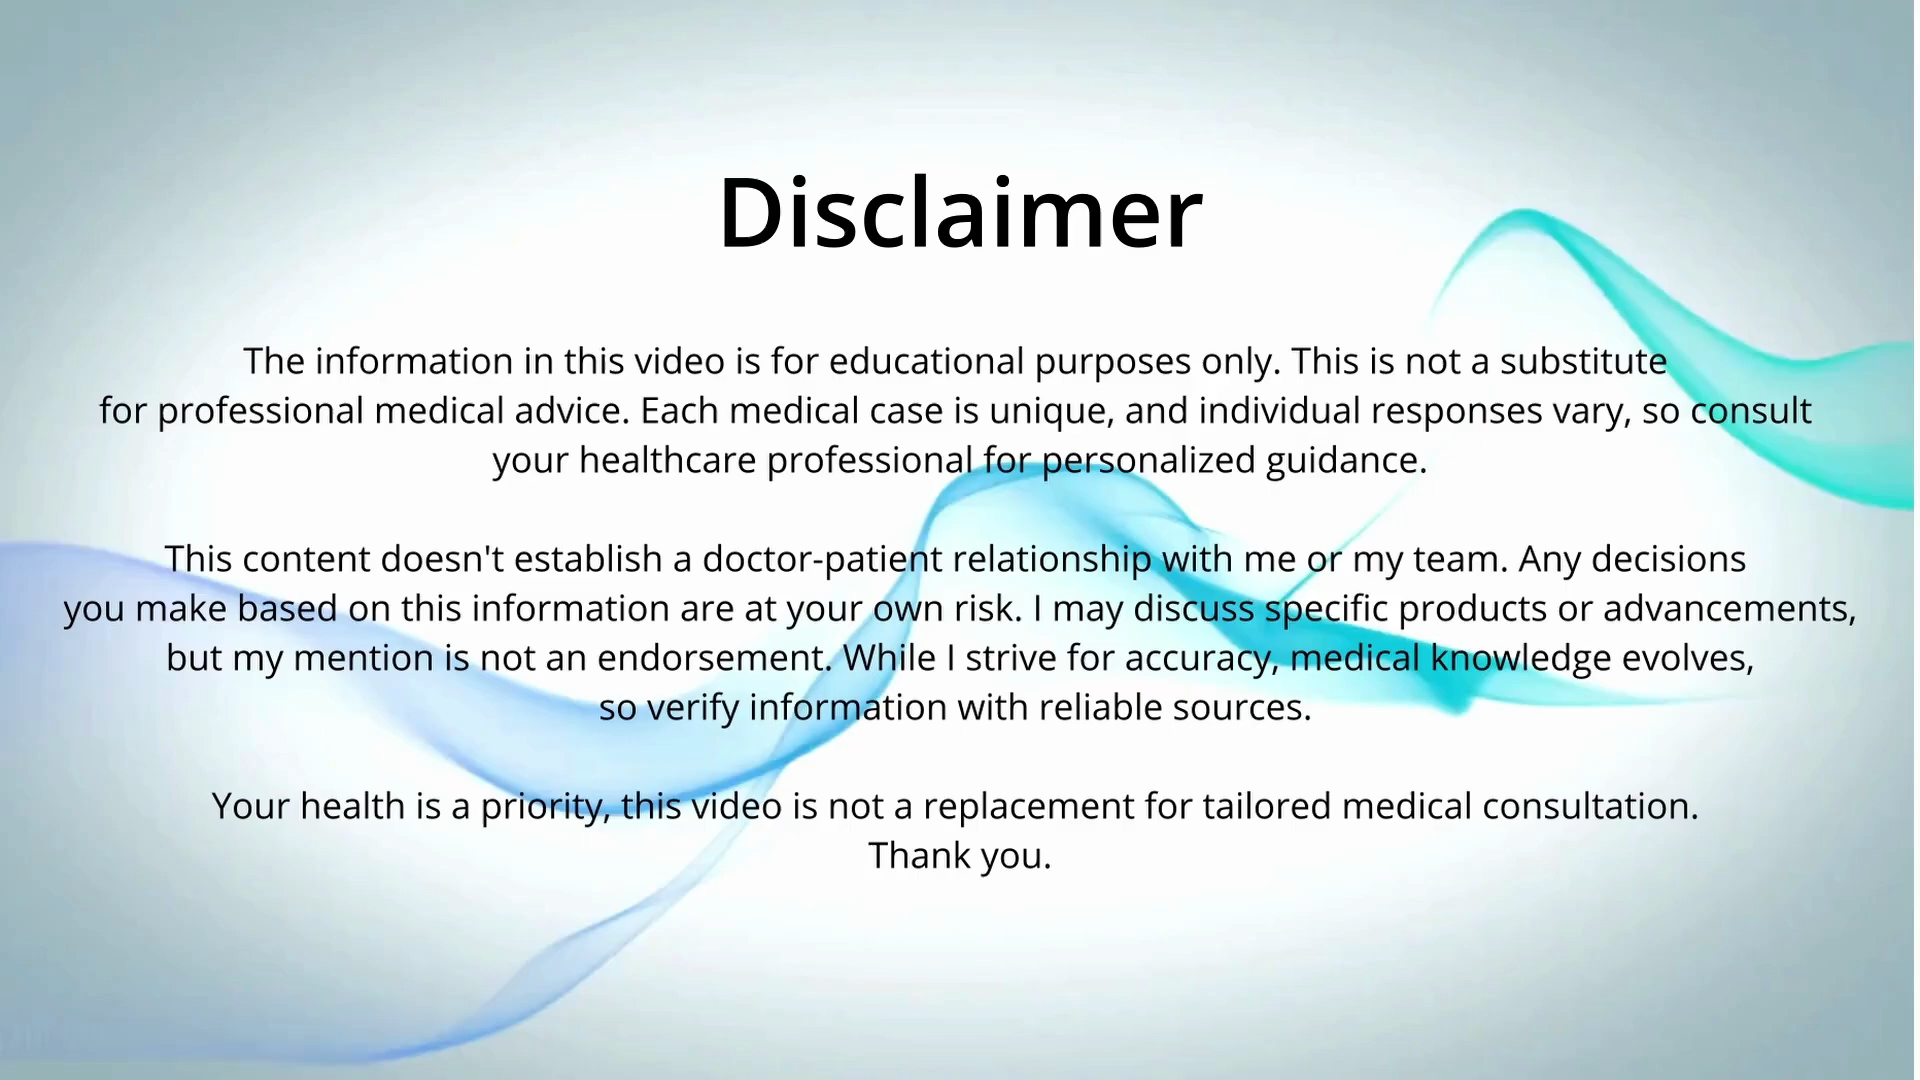 Disclaimer
The information in this video is for educational purposes only. This is not a substitute
for professional medical advice. Each medical case is unique, and individual responses vary, so consult
your healthcare professional for personalized guidance.
This content doesn't establish a doctor-patient relationship with me or my team. Any decisions
you make based on this information are at your own risk. I may discuss specific products or advancements,
but my mention is not an endorsement. While I strive for accuracy, medical knowledge evolves,
so verify information with reliable sources.
Your health is a priority, this video is not a replacement for tailored medical consultation.
Thank you.